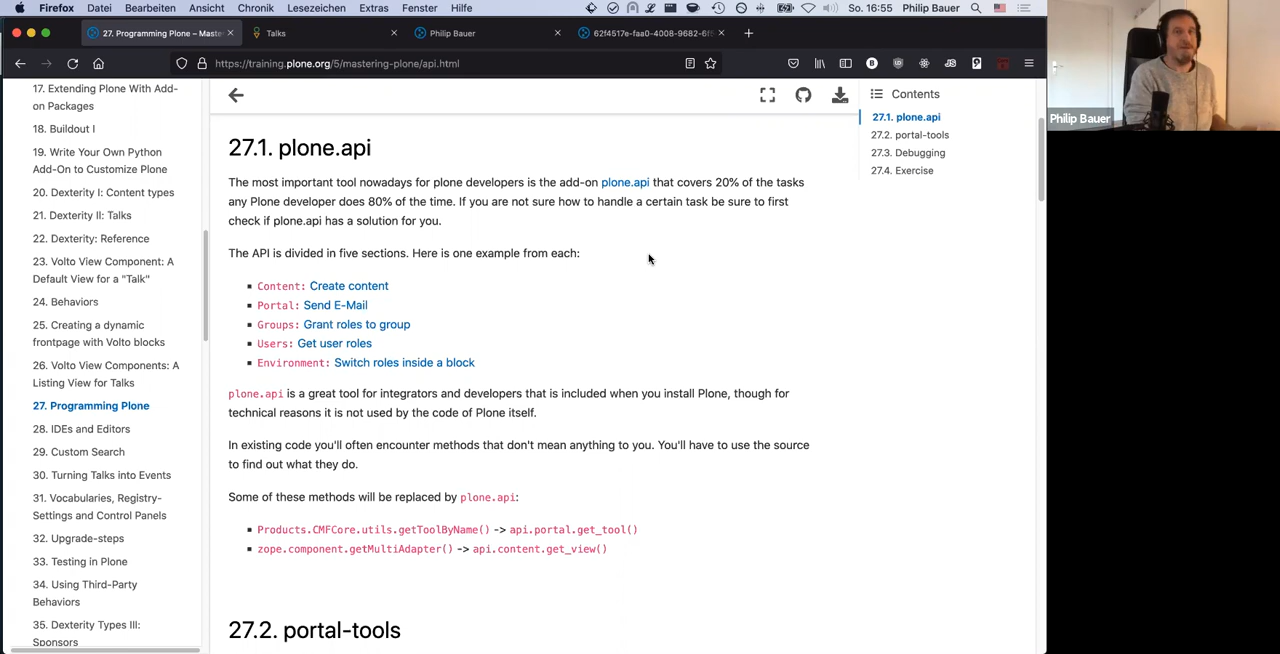 Firefox Datei Bearbeiten Ansicht Chronik Lesezeichen Extras Fenster Hilfe So. 16:55 Philip Bauer
27. Programming Plone – Maste
Talks
Philip Bauer
62f4517e-faa0-4008-9682-6f
https://training.plone.org/5/mastering-plone/api.html
17. Extending Plone With Add-
on Packages
18. Buildout I
19. Write Your Own Python
Add-On to Customize Plone
20. Dexterity I: Content types
21. Dexterity II: Talks
22. Dexterity: Reference
23. Volto View Component: A
Default View for a "Talk"
24. Behaviors
25. Creating a dynamic
frontpage with Volto blocks
26. Volto View Components: A
Listing View for Talks
27. Programming Plone
28. IDEs and Editors
29. Custom Search
30. Turning Talks into Events
31. Vocabularies, Registry-
Settings and Control Panels
32. Upgrade-steps
33. Testing in Plone
34. Using Third-Party
Behaviors
35. Dexterity Types III:
Sponsors
27.1. plone.api
The most important tool nowadays for plone developers is the add-on plone.api that covers 20% of the tasks
any Plone developer does 80% of the time. If you are not sure how to handle a certain task be sure to first
check if plone.api has a solution for you.
The API is divided in five sections. Here is one example from each:
Content: Create content
Portal: Send E-Mail
Groups: Grant roles to group
Users: Get user roles
Environment: Switch roles inside a block
plone.api is a great tool for integrators and developers that is included when you install Plone, though for
technical reasons it is not used by the code of Plone itself.
In existing code you'll often encounter methods that don't mean anything to you. You'll have to use the source
to find out what they do.
Some of these methods will be replaced by plone.api:
Products.CMFCore.utils.getToolByName() -> api.portal.get_tool()
zope.component.getMultiAdapter() -> api.content.get_view()
27.2. portal-tools
Contents
27.1. plone.api
27.2. portal-tools
27.3. Debugging
27.4. Exercise
Philip Bauer